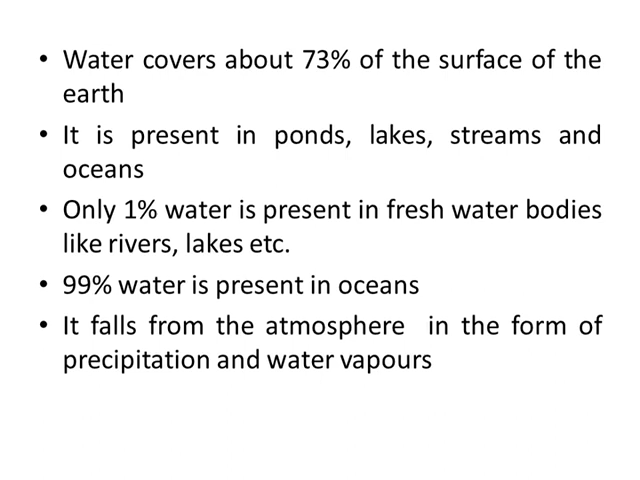 • Water covers about 73% of the surface of the
earth
• It is present in ponds, lakes, streams and
oceans
• Only 1% water is present in fresh water bodies
like rivers, lakes etc.
• 99% water is present in oceans
• It falls from the atmosphere  in the form of
precipitation and water vapours